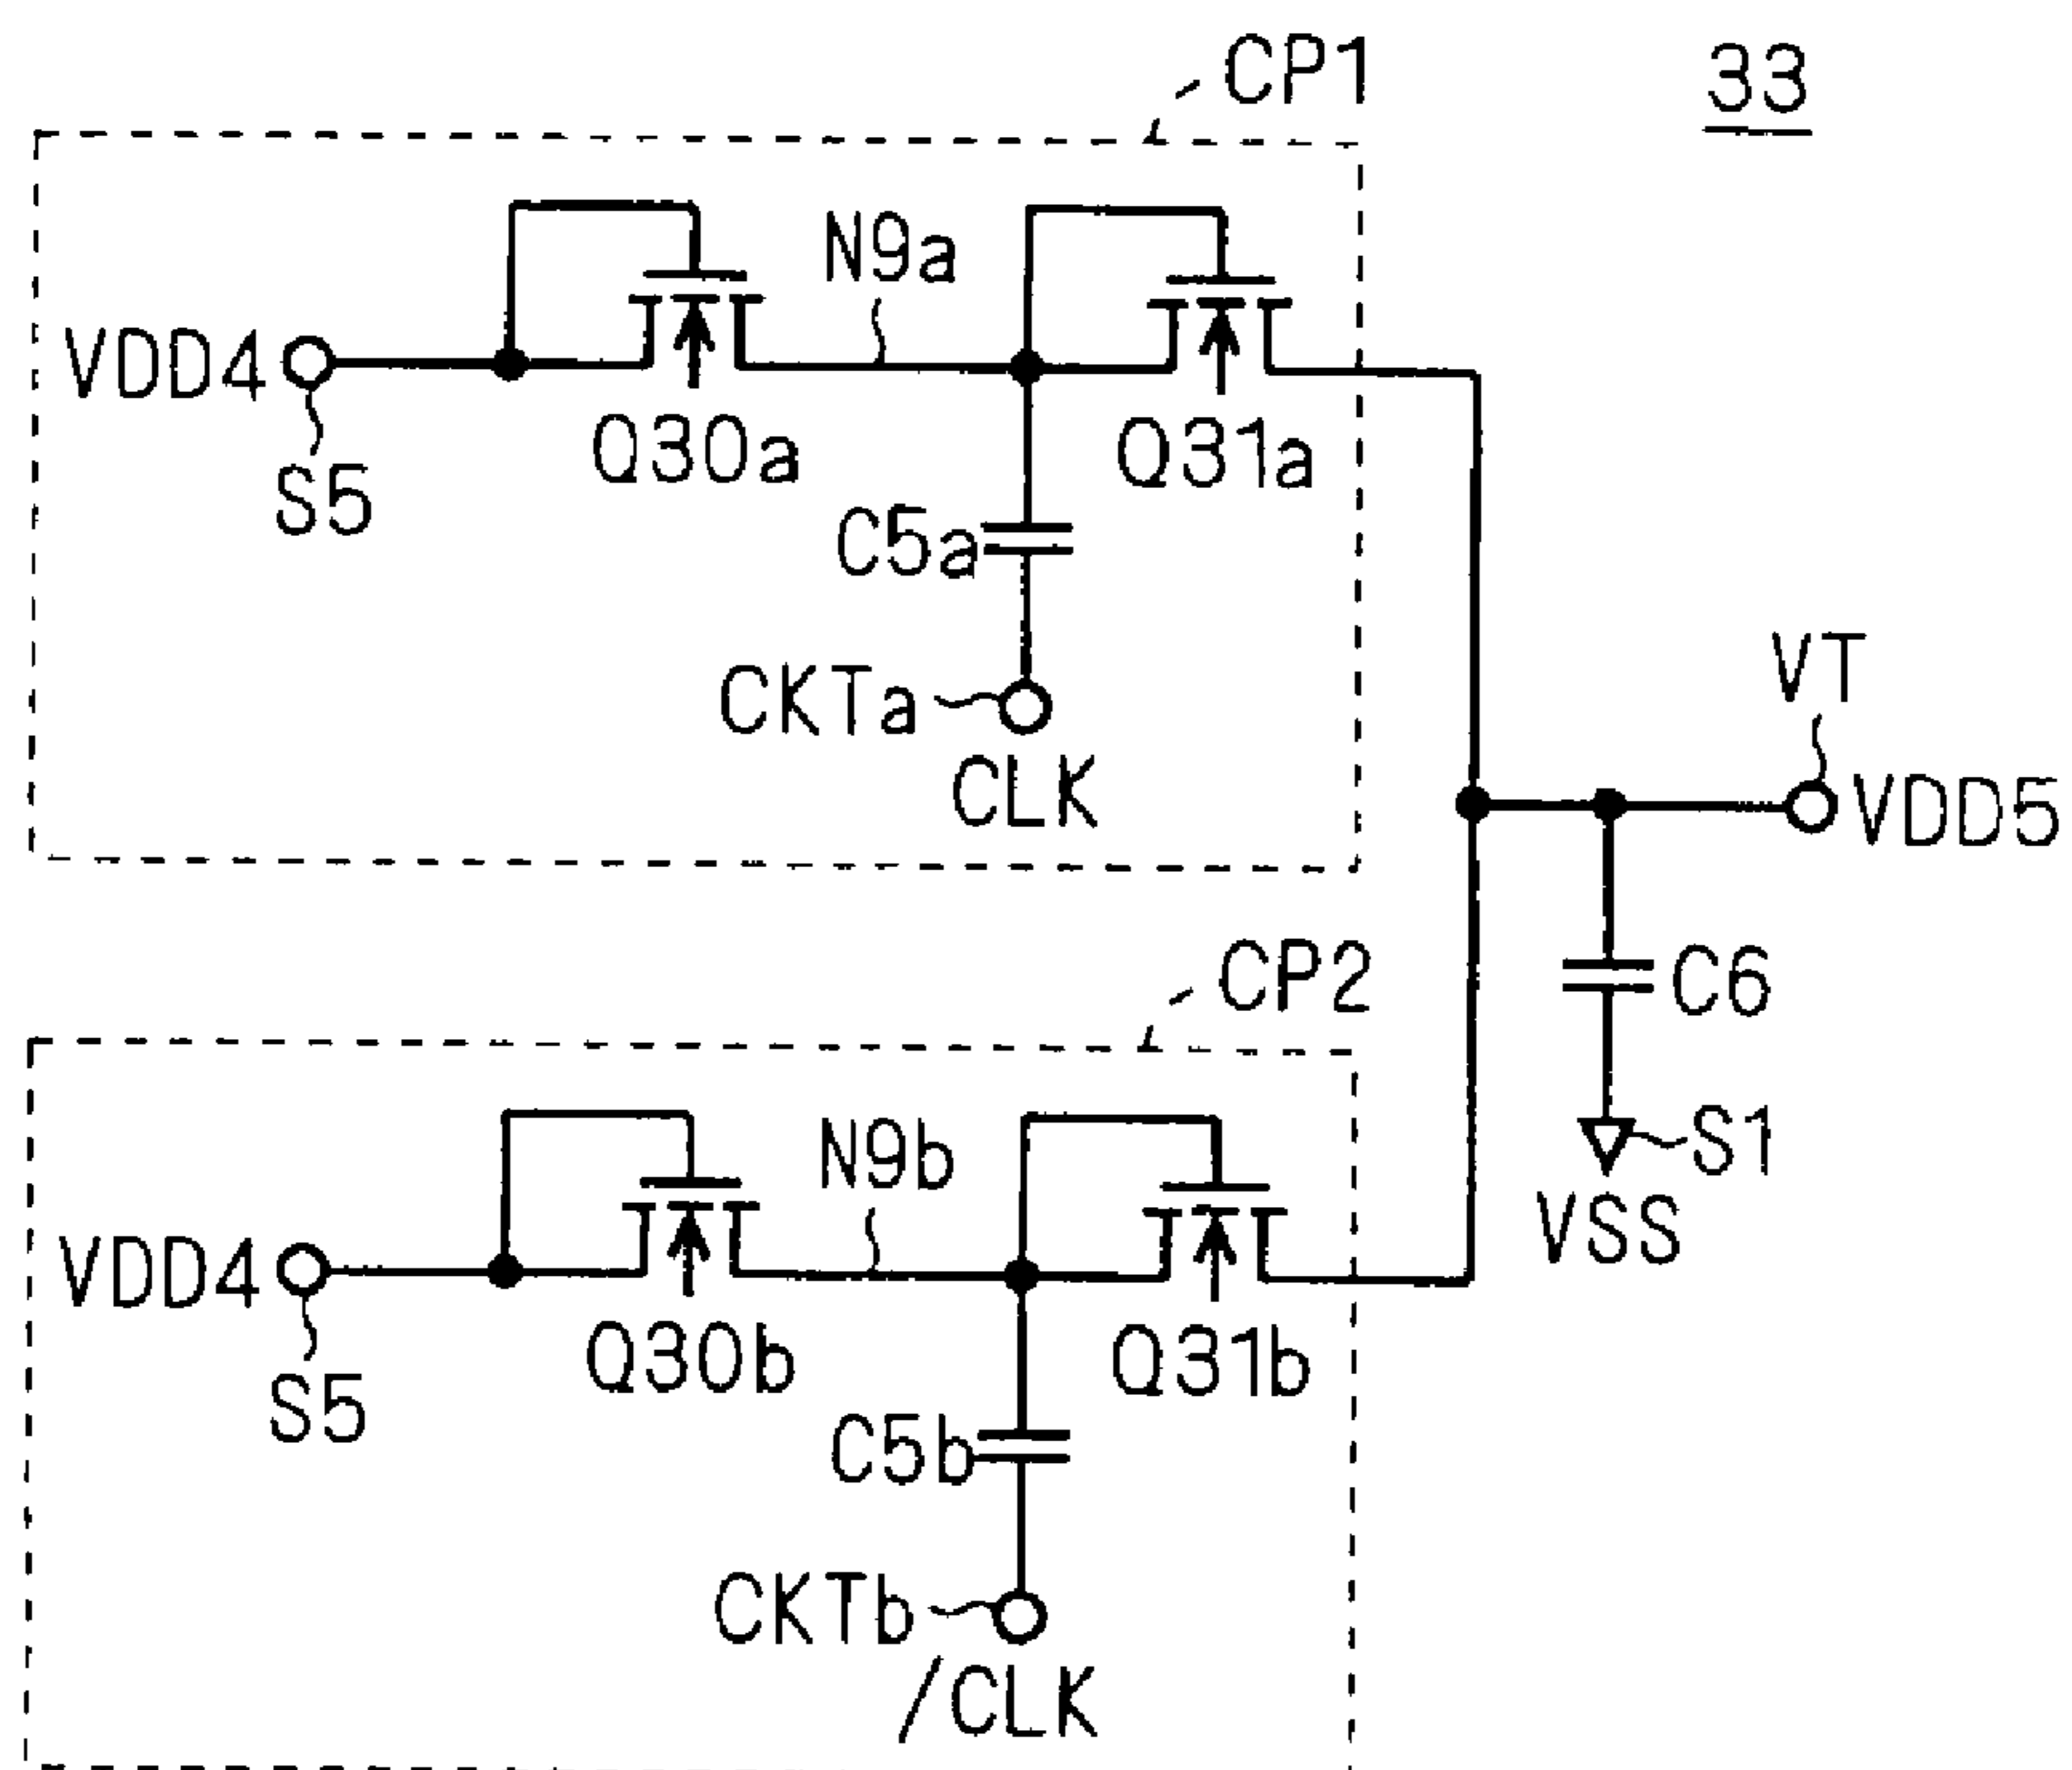 CP1
33
N9a
VDD4
S5
Q30a
Q31a
C5a
CKTa
CLK
VT
VDD5
C6
S1
VSS
CP2
N9b
VDD4
S5
Q30b
Q31b
C5b
CKTb
/CLK